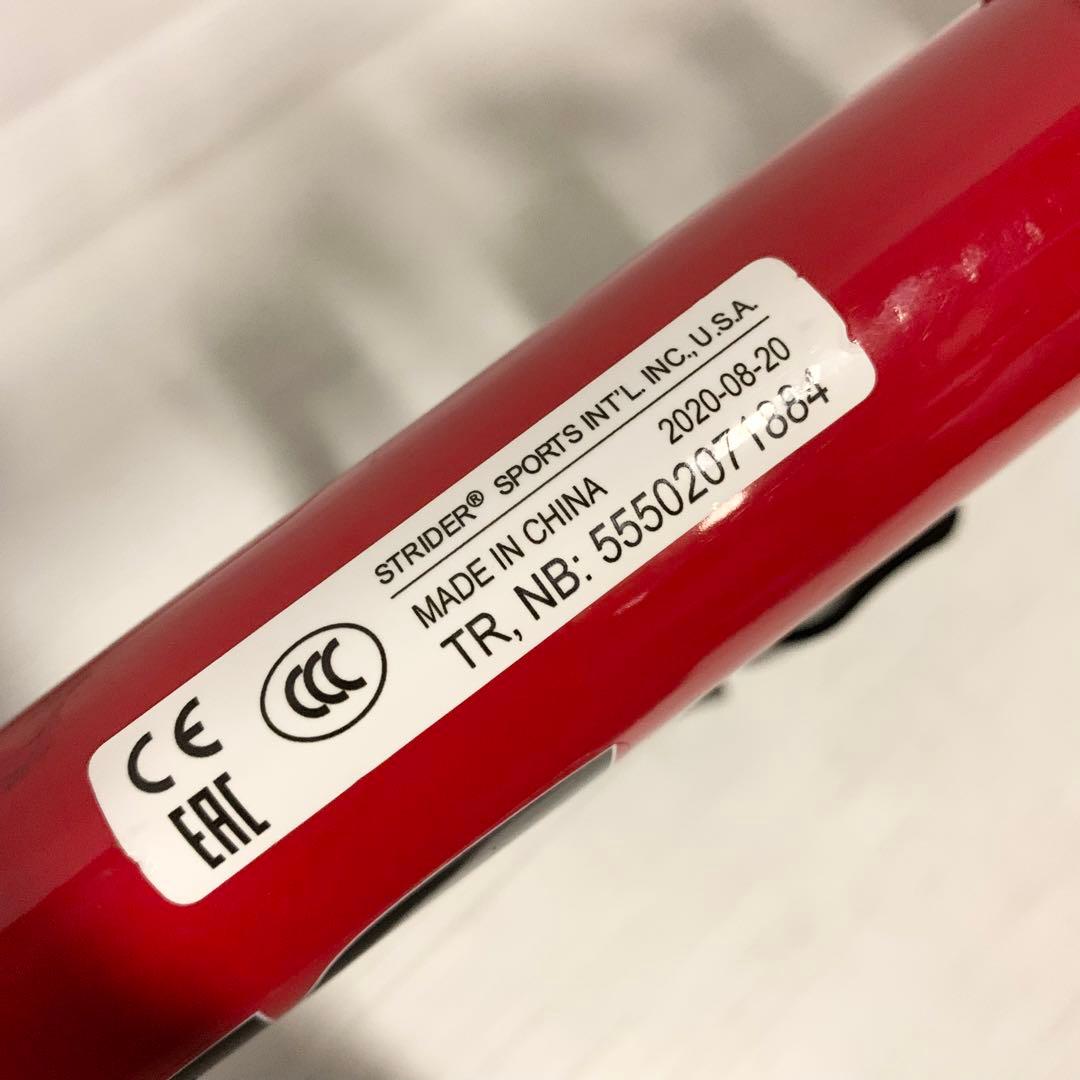 STRIDER® SPORTS INT'L. INC., U.S.A.
MADE IN CHINA 2020-08-20
TR, NB: 55502071884
CE
CCC
EAC